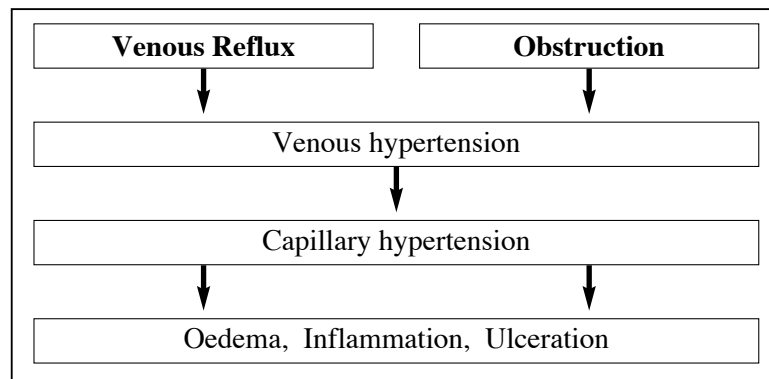 Venous Reflux Obstruction
Venous hypertension
Capillary hypertension
Oedema, Inflammation, Ulceration